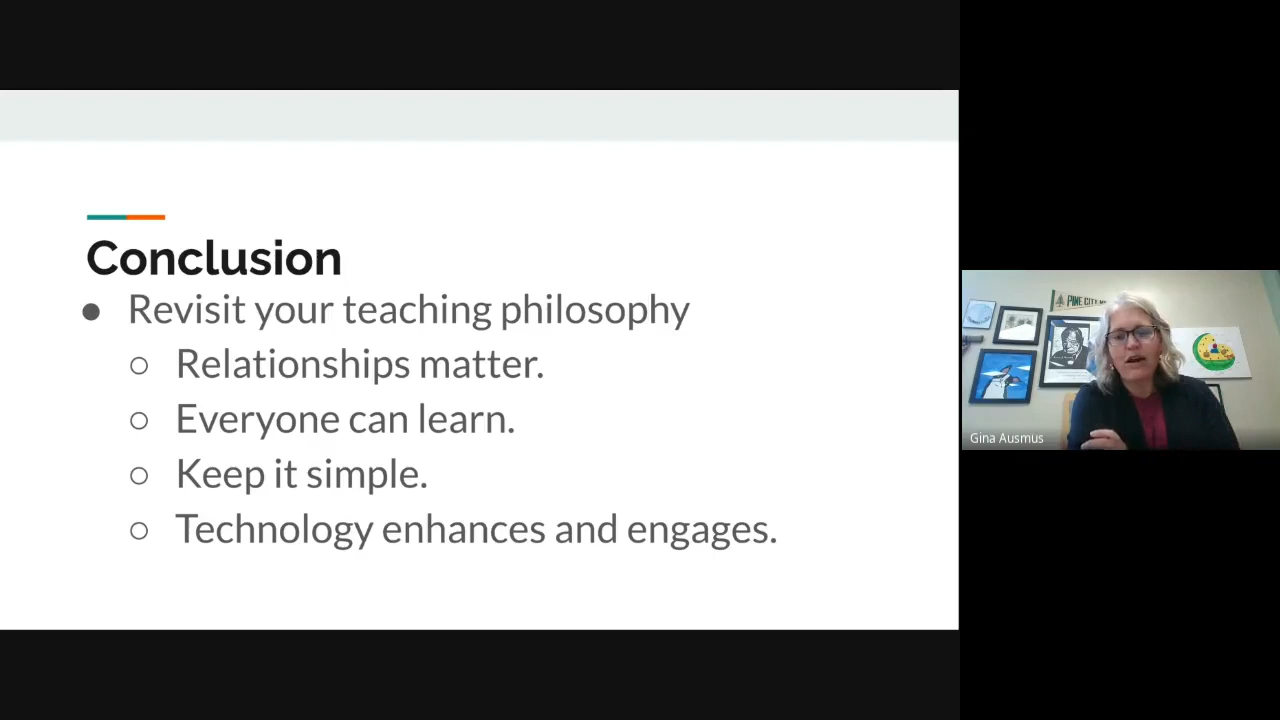 Conclusion
● Revisit your teaching philosophy
○ Relationships matter.
○ Everyone can learn.
○ Keep it simple.
○ Technology enhances and engages.
PINE CITY
Gina Ausmus